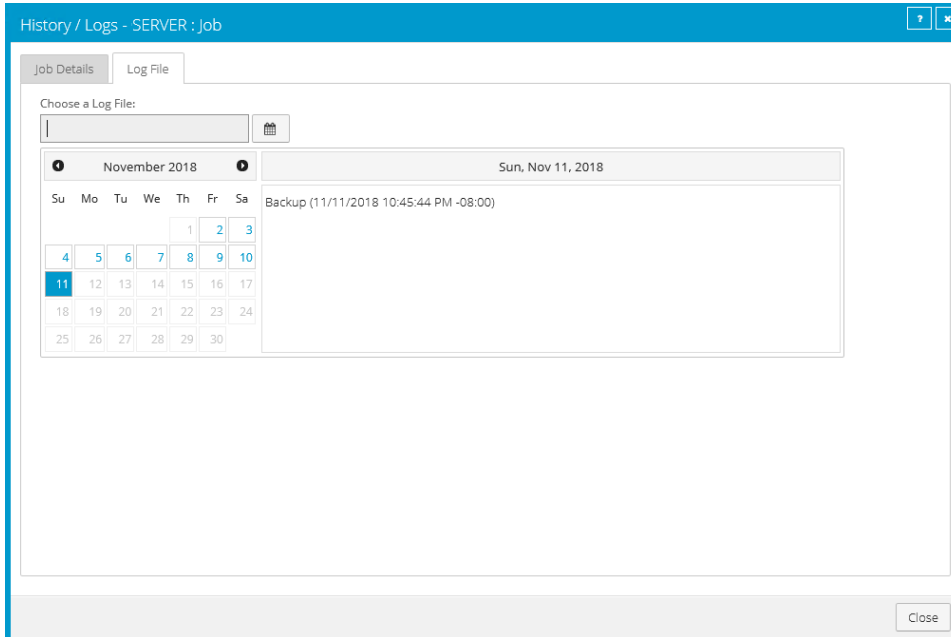 History / Logs - SERVER : Job
?
Job Details Log File
Choose a Log File:
November 2018 Sun, Nov 11, 2018
Su Mo Tu We Th Fr Sa
Backup (11/11/2018 10:45:44 PM -08:00)
1 2 3
4 5 6 7 8 9 10
11 12 13 14 15 16 17
18 19 20 21 22 23 24
25 26 27 28 29 30
Close